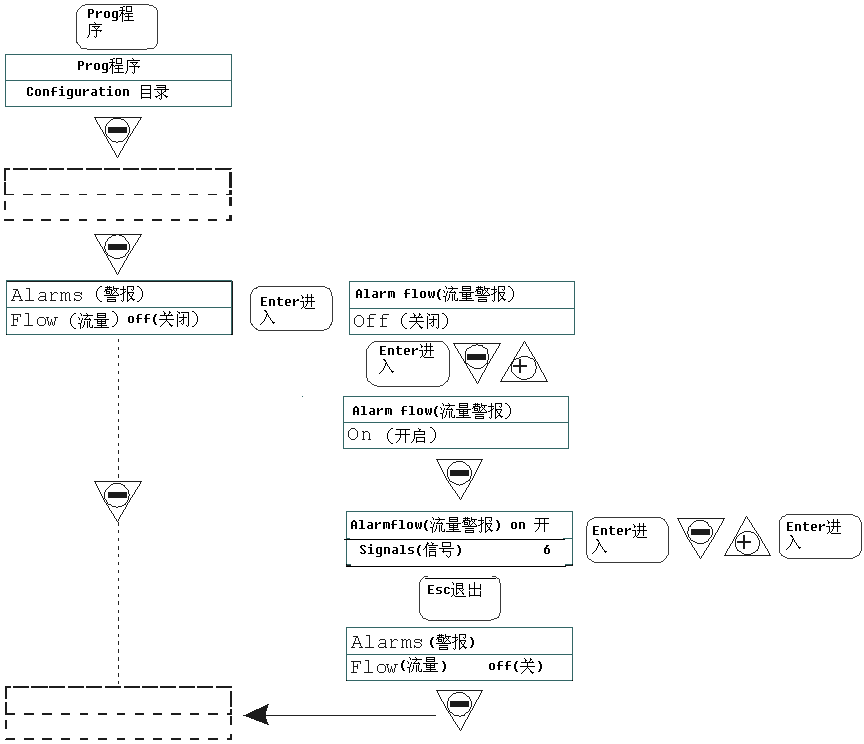 Prog程
序
Prog程序
Configuration 目录
Alarms（警报）
Flow（流量）off(关闭）
Enter进
入
Alarm flow(流量警报）
Off（关闭）
Enter进
入
Alarm flow(流量警报）
On（开启）
Alarmflow(流量警报) on 开
Signals(信号) 6
Enter进
入
Enter进
入
Esc退出
Alarms(警报)
Flow(流量) off(关)